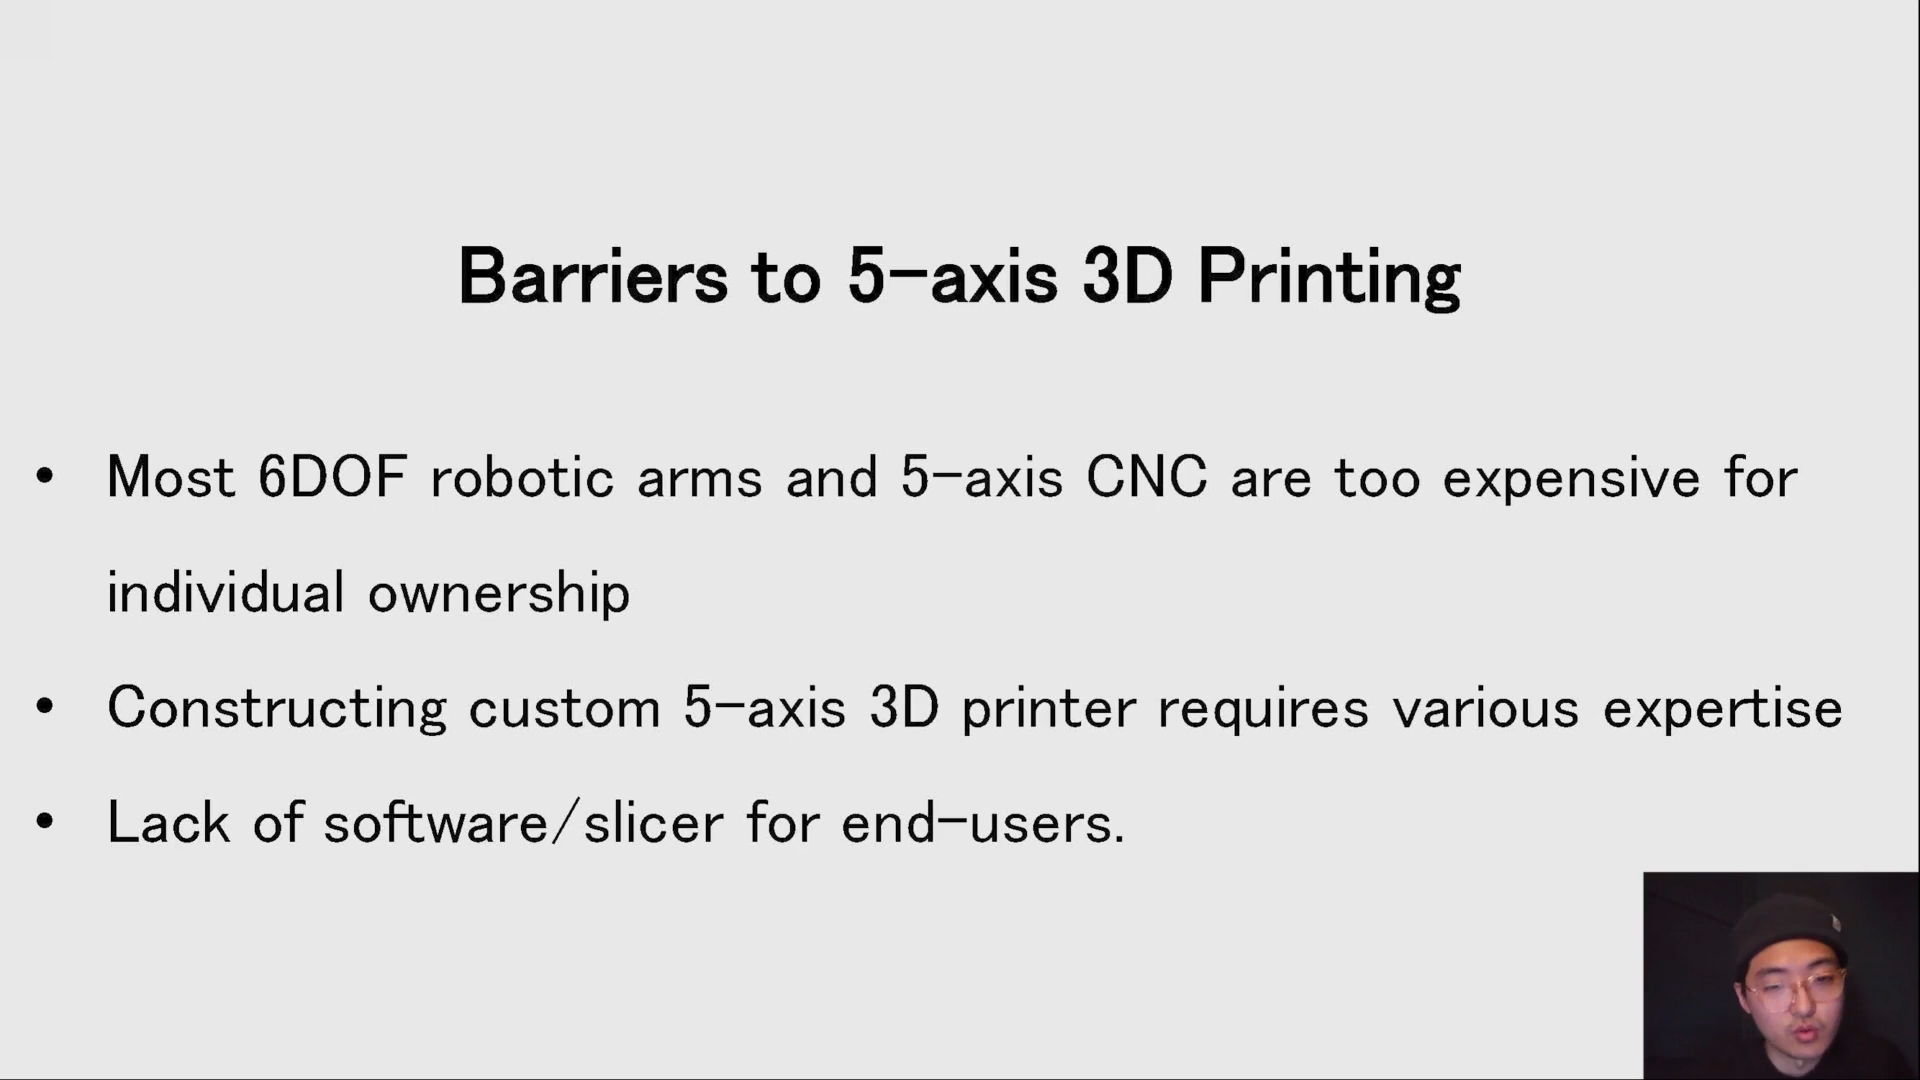 Barriers to 5-axis 3D Printing
• Most 6DOF robotic arms and 5-axis CNC are too expensive for
individual ownership
• Constructing custom 5-axis 3D printer requires various expertise
• Lack of software/slicer for end-users.